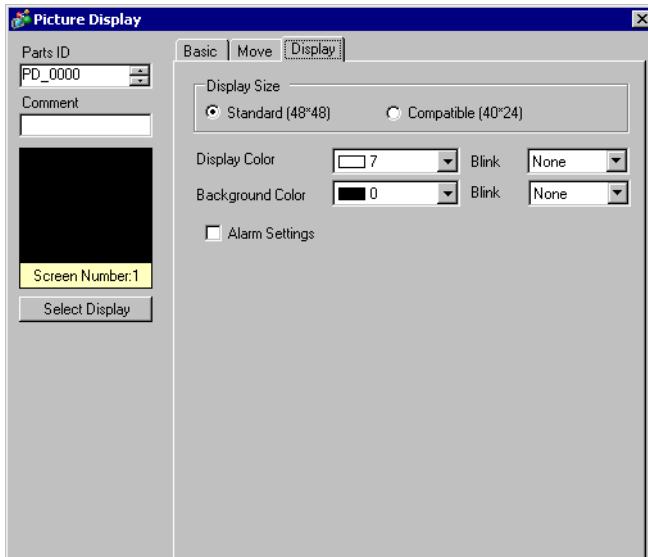 Picture Display
Parts ID
PD_0000
Comment
Screen Number:1
Select Display
Basic Move Display
Display Size
Standard (48*48) Compatible (40*24)
Display Color 7 Blink None
Background Color 0 Blink None
Alarm Settings